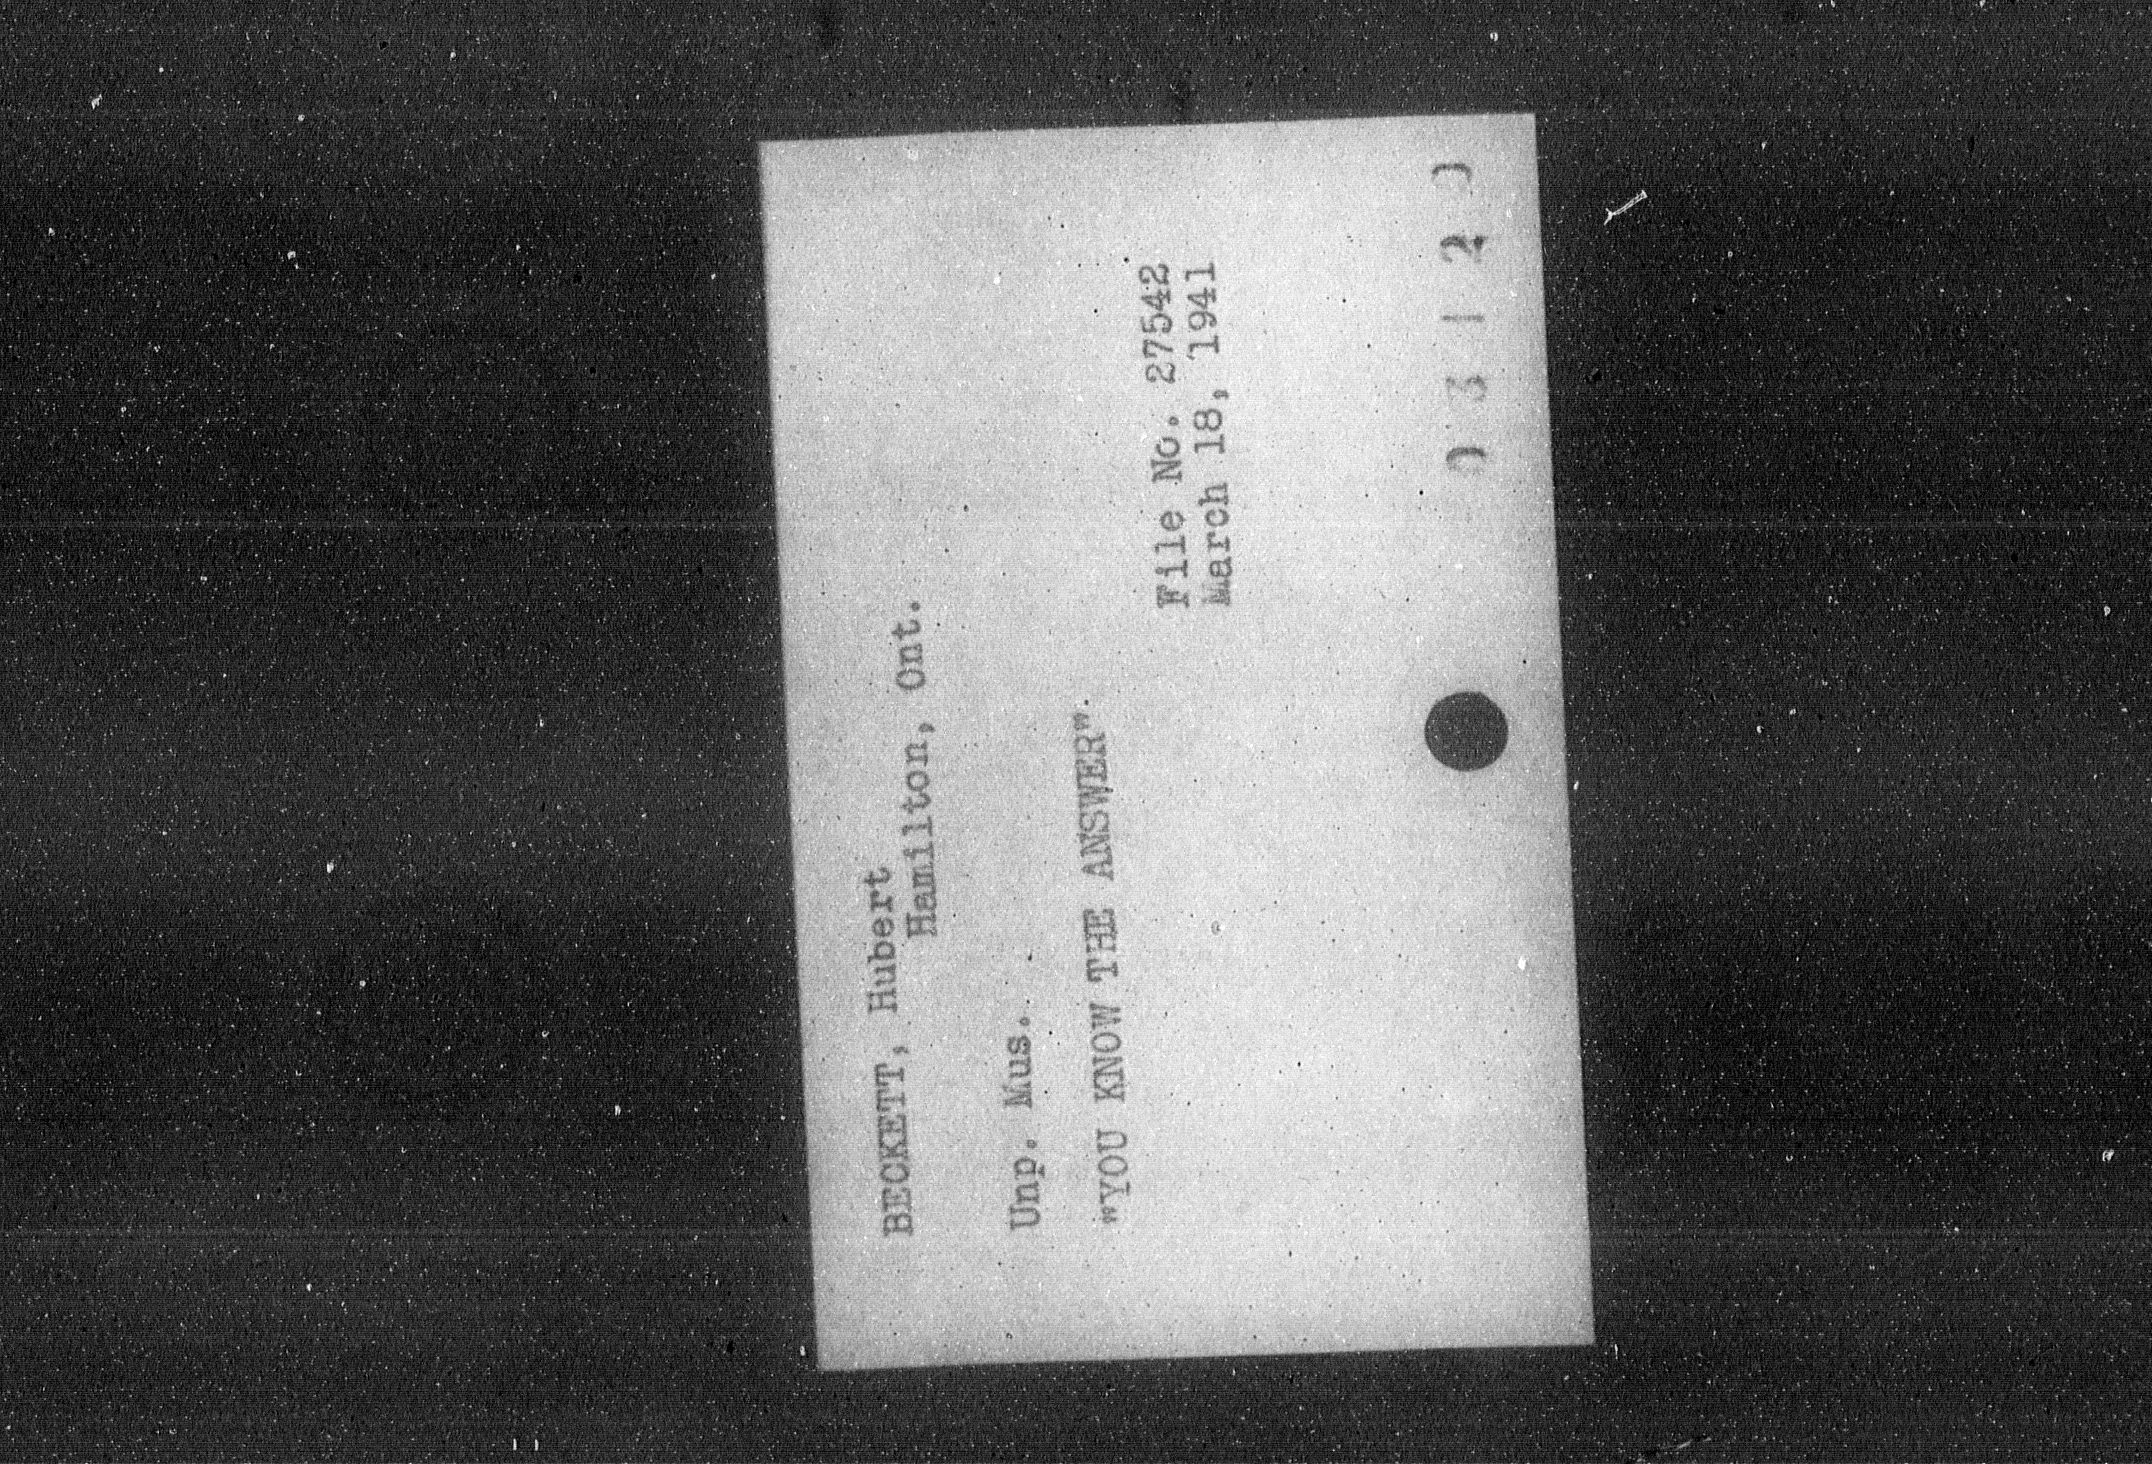 BECKETT, Hubert
Hamilton, Ont.
Unp. Mus.
"YOU KNOW THE ANSWER".
File No. 27542
March 18, 1941